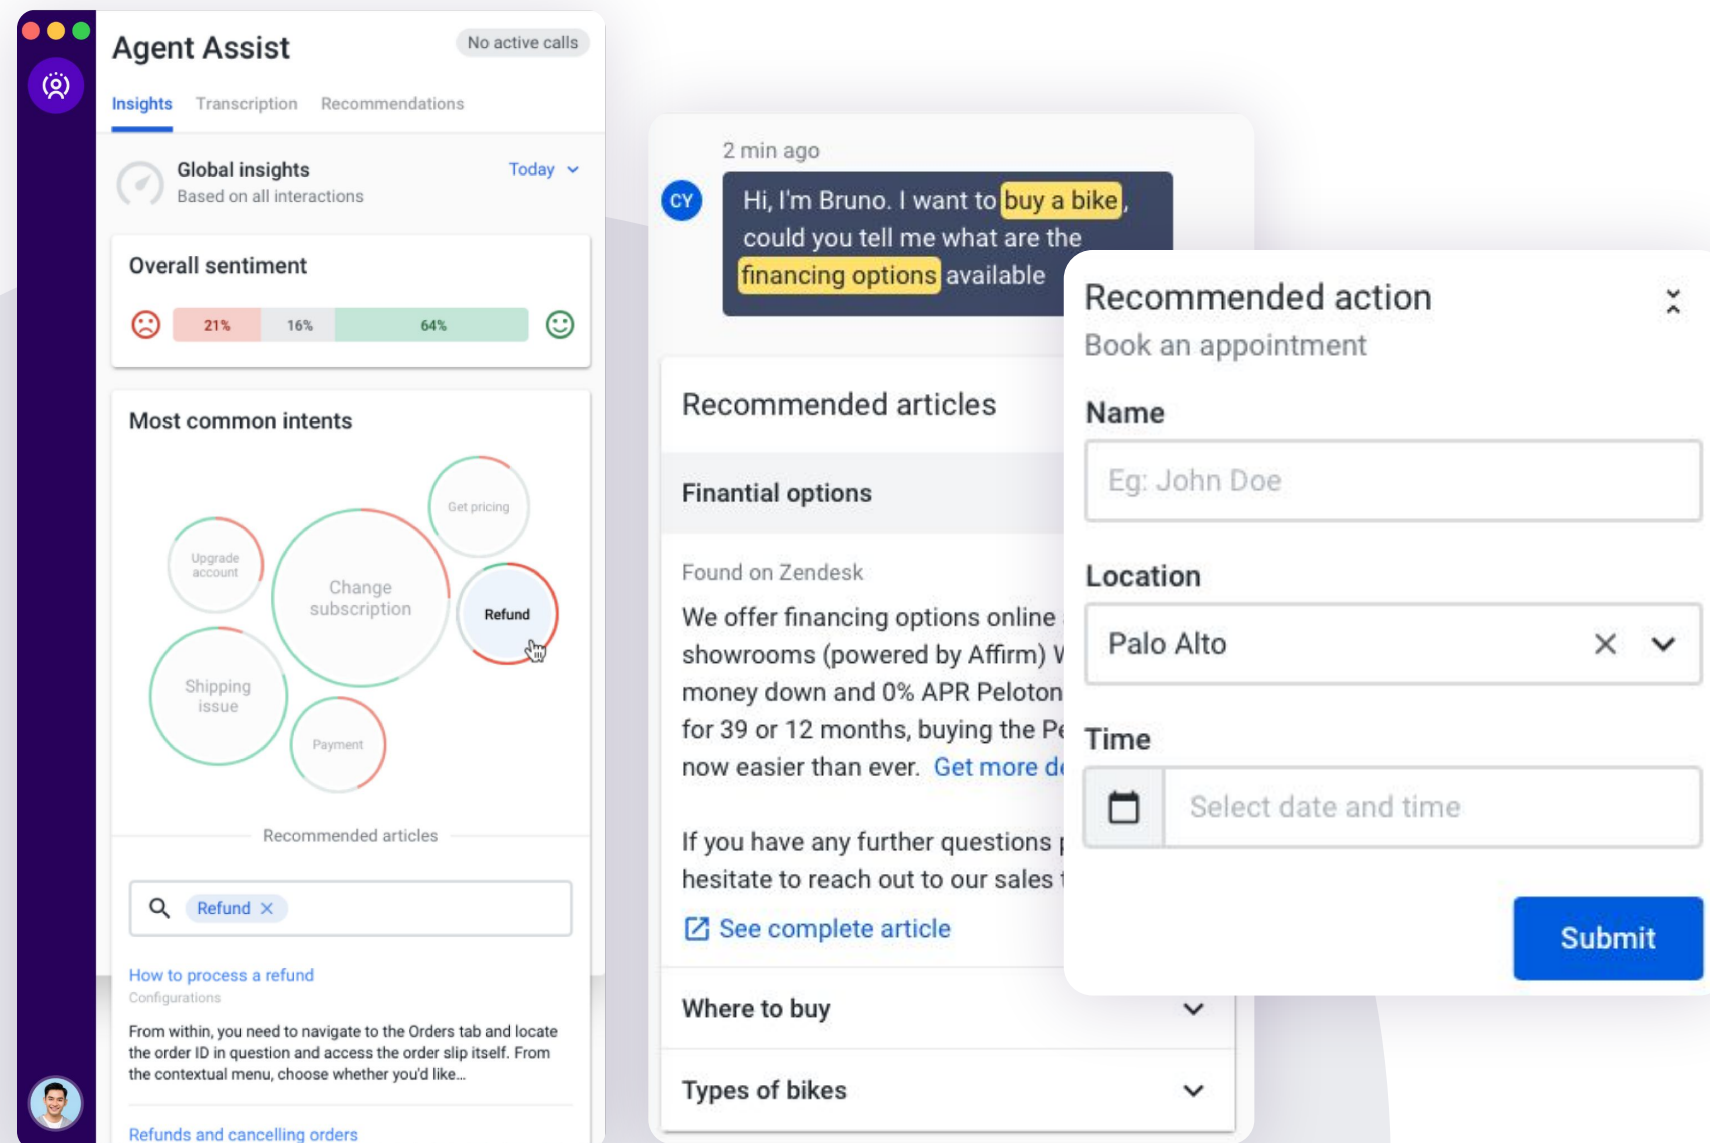 Agent Assist
No active calls
Insights
Transcription
Recommendations
Global insights
Based on all interactions
Today
Overall sentiment
21%
16%
64%
Most common intents
Get pricing
Upgrade
account
Change
subscription
Refund
Shipping
issue
Payment
Recommended articles
Refund
How to process a refund
Configurations
From within, you need to navigate to the Orders tab and locate
the order ID in question and access the order slip itself. From
the contextual menu, choose whether you'd like...
Refunds and cancelling orders
2 min ago
CY
Hi, I'm Bruno. I want to buy a bike,
could you tell me what are the
financing options available
Recommended articles
Finantial options
Found on Zendesk
We offer financing options online
showrooms (powered by Affirm)
money down and 0% APR Peloton
for 39 or 12 months, buying the
now easier than ever. Get more
If you have any further questions
hesitate to reach out to our sales
See complete article
Where to buy
Types of bikes
Recommended action
Book an appointment
Name
Eg: John Doe
Location
Palo Alto
Time
Select date and time
Submit